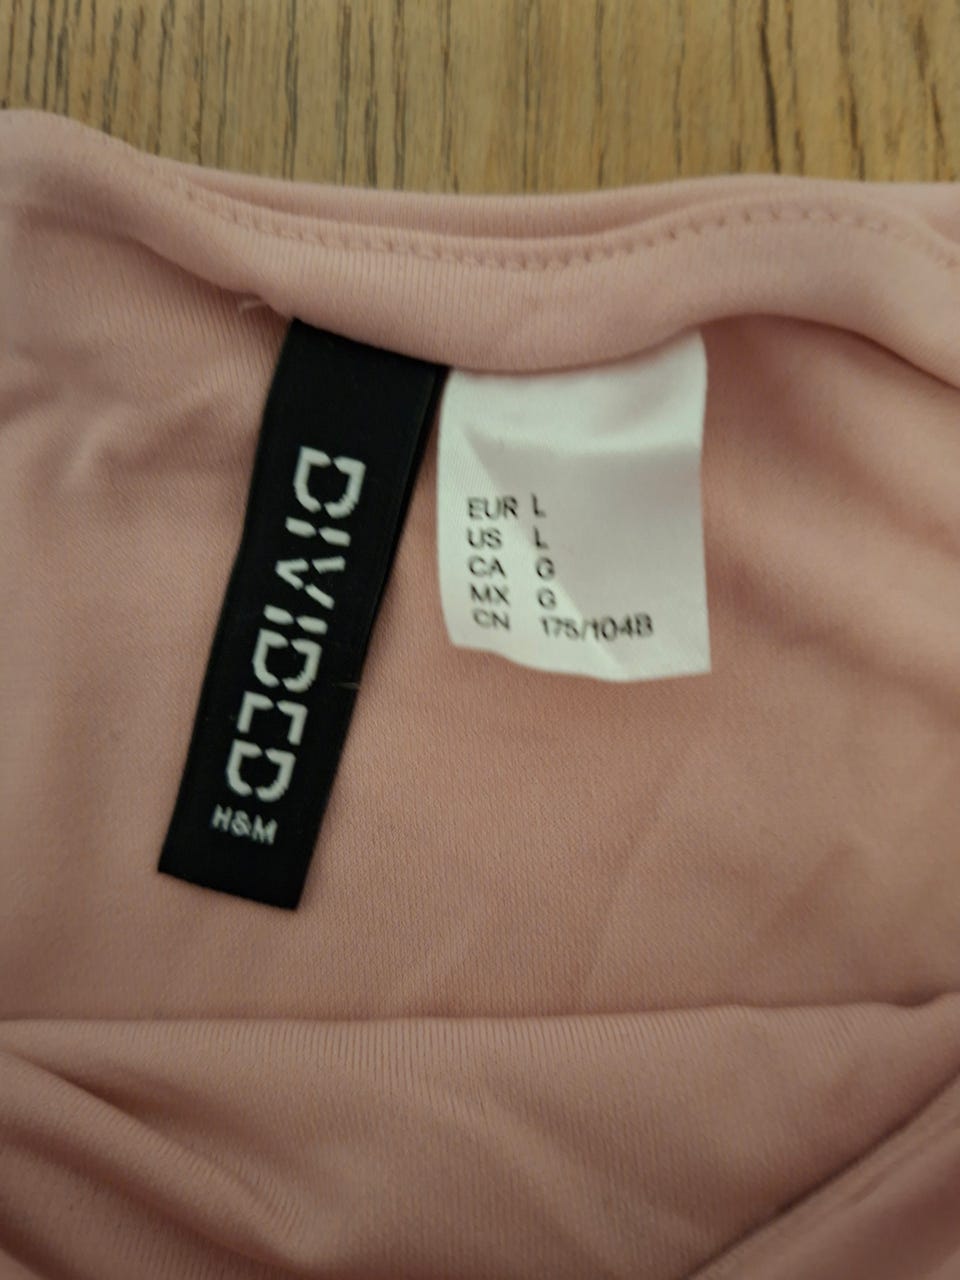 DIVIDED
H&M
EUR L
US L
CA G
MX G
CN 175/104B